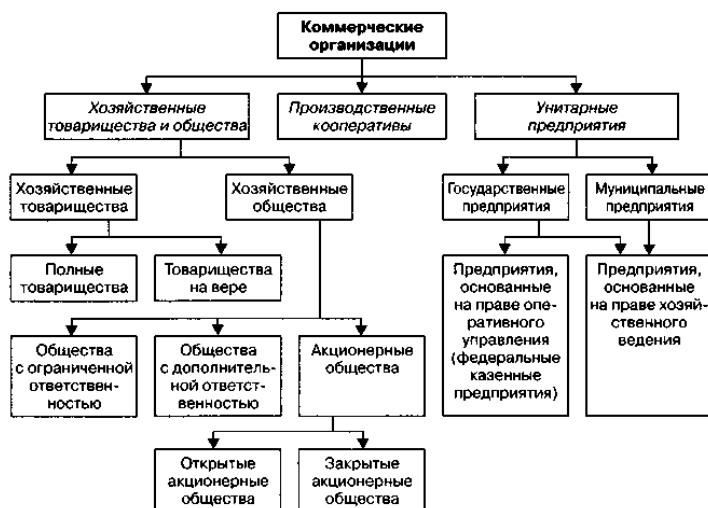 Коммерческие
организации
Хозяйственные
товарищества и общества
Производственные
кооперативы
Унитарные
предприятия
Хозяйственные
товарищества
Хозяйственные
общества
Государственные
предприятия
Муниципальные
предприятия
Полные
товарищества
Товарищества
на вере
Предприятия,
основанные
на праве опе-
ративного
управления
(федеральные
казенные
предприятия)
Предприятия,
основанные
на праве хозяй-
ственного
ведения
Общества
с ограниченной
ответствен-
ностью
Общества
с дополнитель-
ной ответст-
венностью
Акционерные
общества
Открытые
акционерные
общества
Закрытые
акционерные
общества